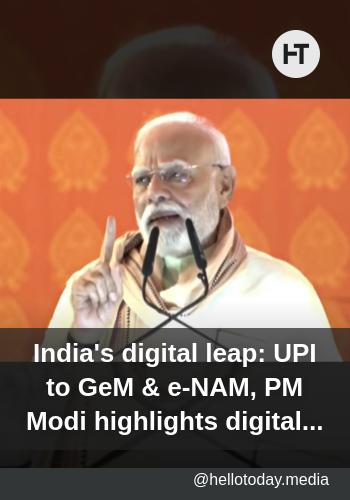 HT
India's digital leap: UPI
to GeM & e-NAM, PM
Modi highlights digital...
@hellotoday.media